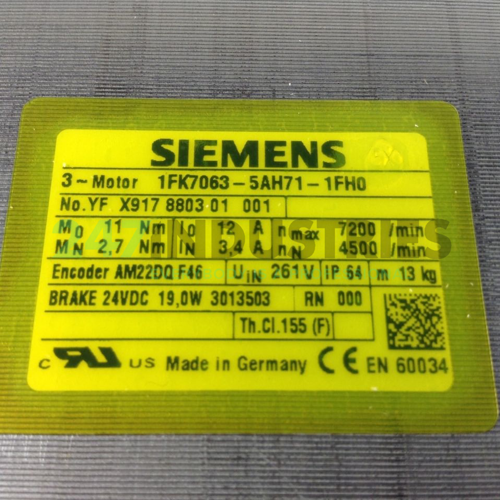 SIEMENS
3~Motor 1FK7063-5AH71-1FH0
No.YF X917 8803 01 001
M0 11 Nm I0 12 A nmax 7200 /min
MN 2,7 Nm IN 3,4 A nN 4500 /min
Encoder AM22DQ F46 UIN 261V IP 64 m 13 kg
BRAKE 24VDC 19,0W 3013503 RN 000
Th.Cl.155 (F)
c RU US Made in Germany CE EN 60034